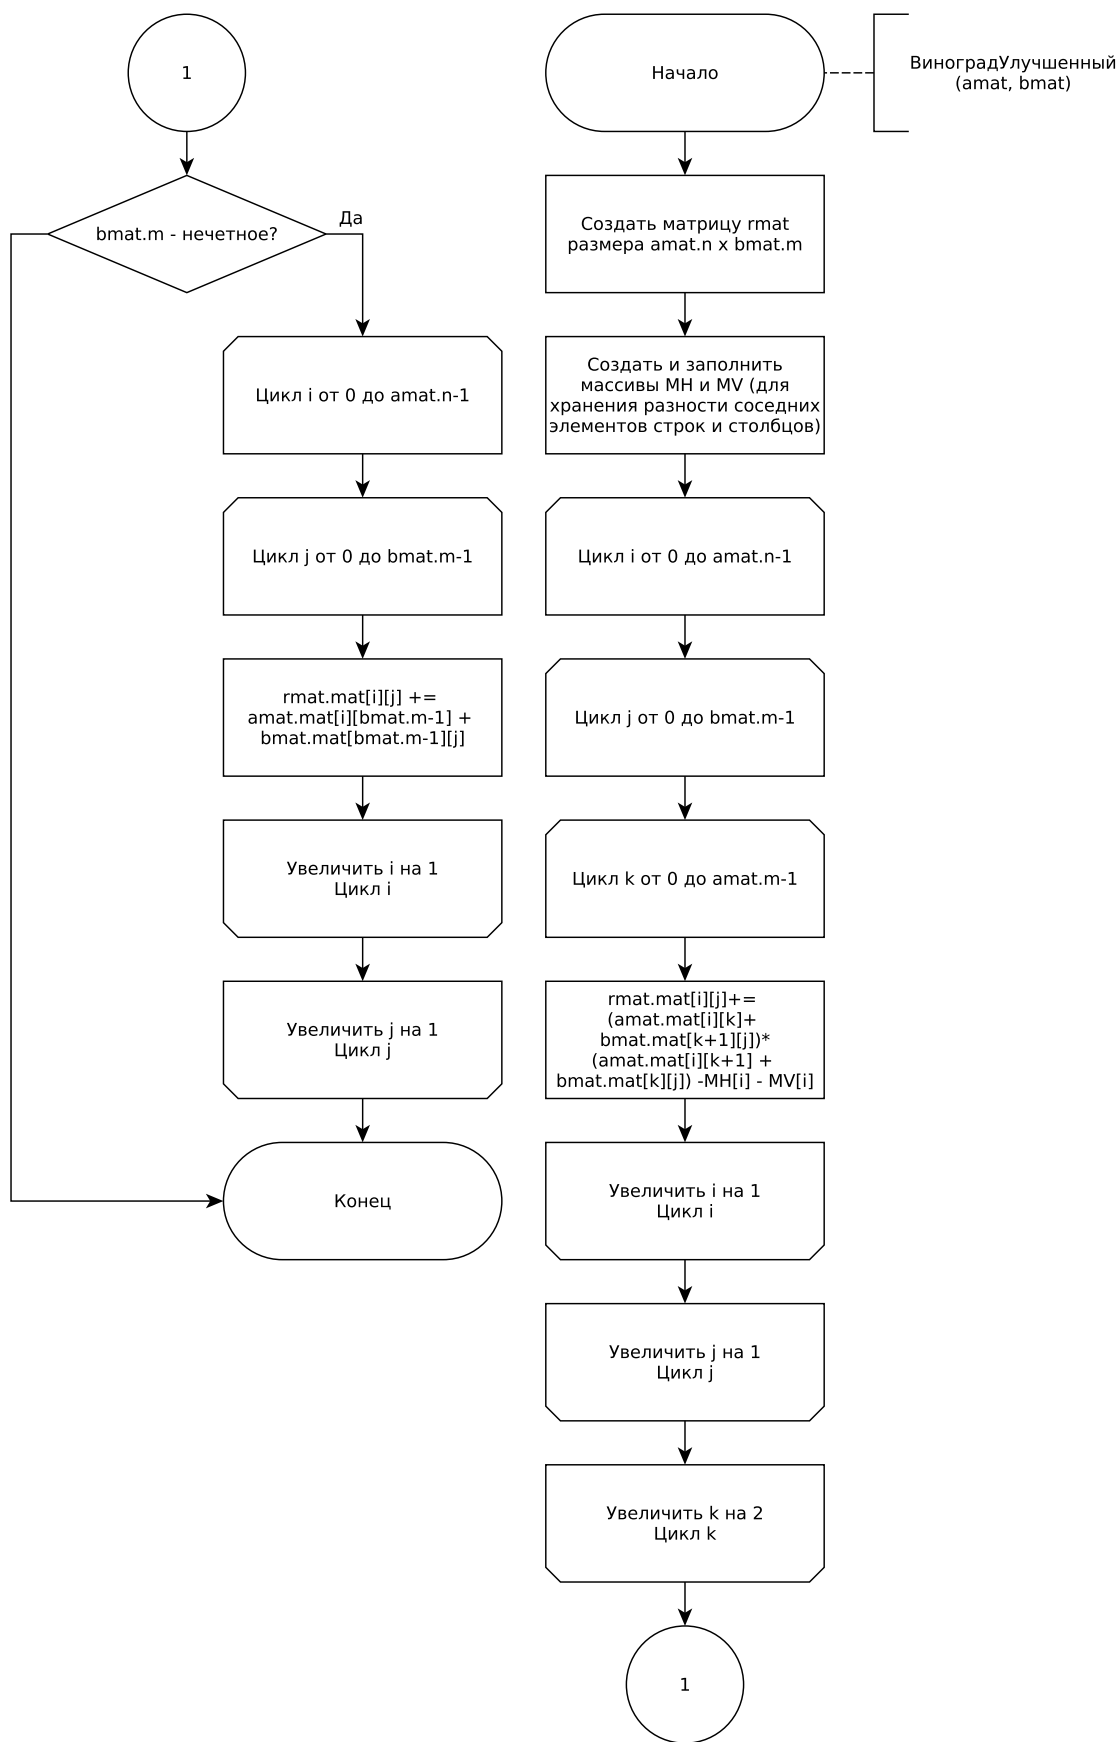 Начало
ВиноградУлучшенный
(amat, bmat)
Создать матрицу rmat
размера amat.n x bmat.m
Создать и заполнить
массивы MH и MV (для
хранения разности соседних
элементов строк и столбцов)
Цикл i от 0 до amat.n-1
Цикл j от 0 до bmat.m-1
Цикл k от 0 до amat.m-1
rmat.mat[i][j]+=
(amat.mat[i][k]+
bmat.mat[k+1][j])*
(amat.mat[i][k+1] +
bmat.mat[k][j]) -MH[i] - MV[i]
Увеличить i на 1
Цикл i
Увеличить j на 1
Цикл j
Увеличить k на 2
Цикл k
1
1
bmat.m - нечетное?
Да
Цикл i от 0 до amat.n-1
Цикл j от 0 до bmat.m-1
rmat.mat[i][j] +=
amat.mat[i][bmat.m-1] +
bmat.mat[bmat.m-1][j]
Увеличить i на 1
Цикл i
Увеличить j на 1
Цикл j
Конец